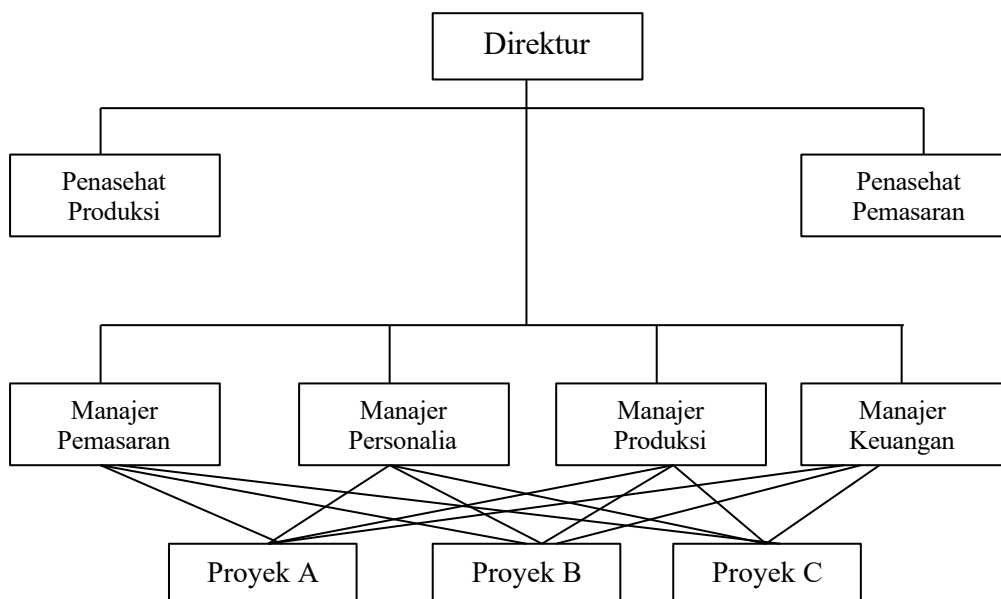 Direktur
Penasehat
Produksi
Penasehat
Pemasaran
Manajer
Pemasaran
Manajer
Personalia
Manajer
Produksi
Manajer
Keuangan
Proyek A
Proyek B
Proyek C